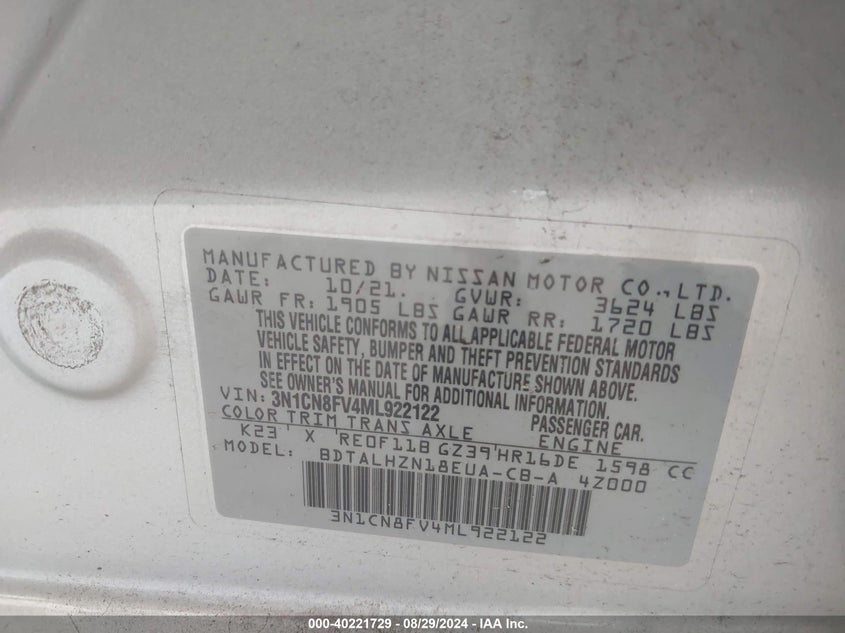 MANUFACTURED BY NISSAN MOTOR CO., LTD.
DATE: 10/21. GVWR: 3624 LBS
GAWR FR: 1905 LBS GAWR RR: 1720 LBS
THIS VEHICLE CONFORMS TO ALL APPLICABLE FEDERAL MOTOR
VEHICLE SAFETY, BUMPER AND THEFT PREVENTION STANDARDS
IN EFFECT ON THE DATE OF MANUFACTURE SHOWN ABOVE.
SEE OWNER'S MANUAL FOR ADDITIONAL INFORMATION.
VIN: 3N1CN8FV4ML922122 PASSENGER CAR.
COLOR TRIM TRANS AXLE ENGINE
K23 X RE0F11B GZ39 HR16DE 1598 CC
MODEL: BDTALHZN18EUA-CB-A 4Z000
3N1CN8FV4ML922122
000-40221729 - 08/29/2024 - IAA Inc.